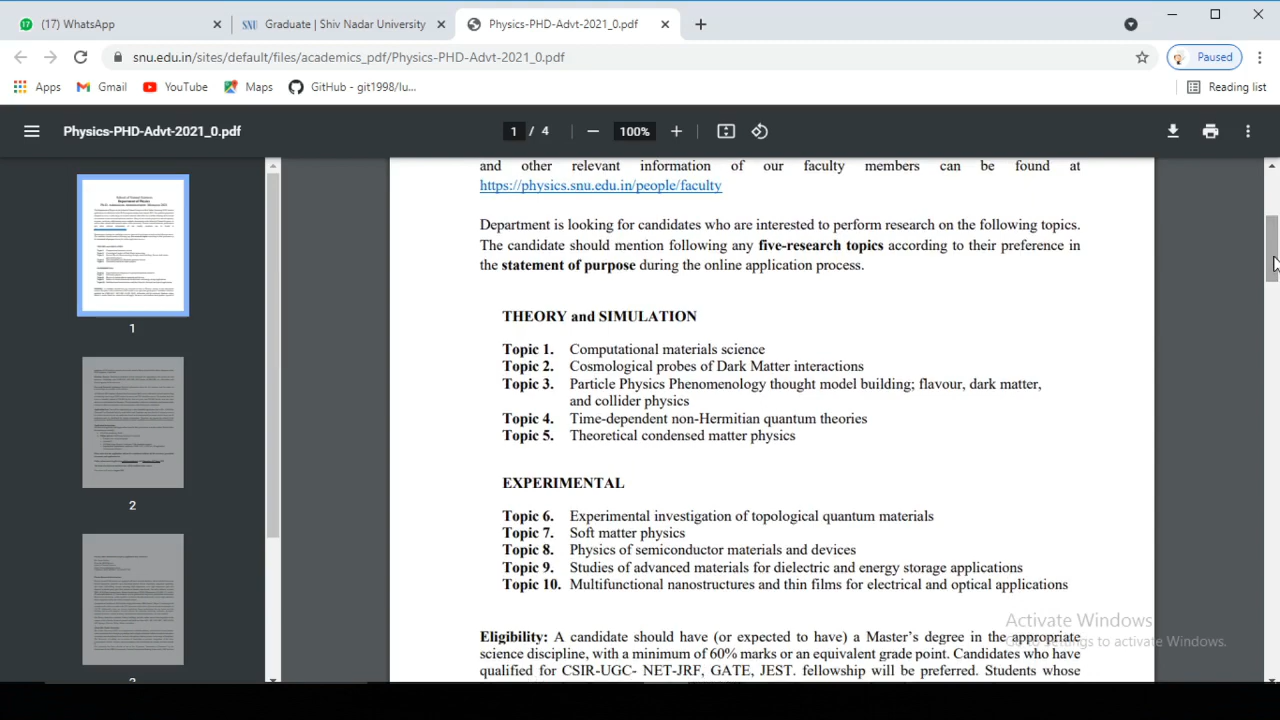 (17) WhatsApp
SNU Graduate | Shiv Nadar University
Physics-PHD-Advt-2021_0.pdf
snu.edu.in/sites/default/files/academics_pdf/Physics-PHD-Advt-2021_0.pdf
Paused
Apps Gmail YouTube Maps GitHub - git1998/lu... Reading list
Physics-PHD-Advt-2021_0.pdf 1 / 4 100%
and other relevant information of our faculty members can be found at
https://physics.snu.edu.in/people/faculty
Department is looking for candidates who are interested to perform research on the following topics.
The candidate should mention following any five-research topics according to their preference in
the statement of purpose during the online application process.
THEORY and SIMULATION
Topic 1. Computational materials science
Topic 2. Cosmological probes of Dark Matter interactions
Topic 3. Particle Physics Phenomenology thought model building; flavour, dark matter,
and collider physics
Topic 4. Time-dependent non-Hermitian quantum theories
Topic 5. Theoretical condensed matter physics
EXPERIMENTAL
Topic 6. Experimental investigation of topological quantum materials
Topic 7. Soft matter physics
Topic 8. Physics of semiconductor materials and devices
Topic 9. Studies of advanced materials for dielectric and energy storage applications
Topic 10. Multifunctional nanostructures and thin films for electrical and optical applications
Eligibility: A candidate should have (or expected to have) a Master's degree in the appropriate
science discipline, with a minimum of 60% marks or an equivalent grade point. Candidates who have
qualified for CSIR-UGC- NET-JRF, GATE, JEST. fellowship will be preferred. Students whose
1
2
Activate Windows
Go to Settings to activate Windows.